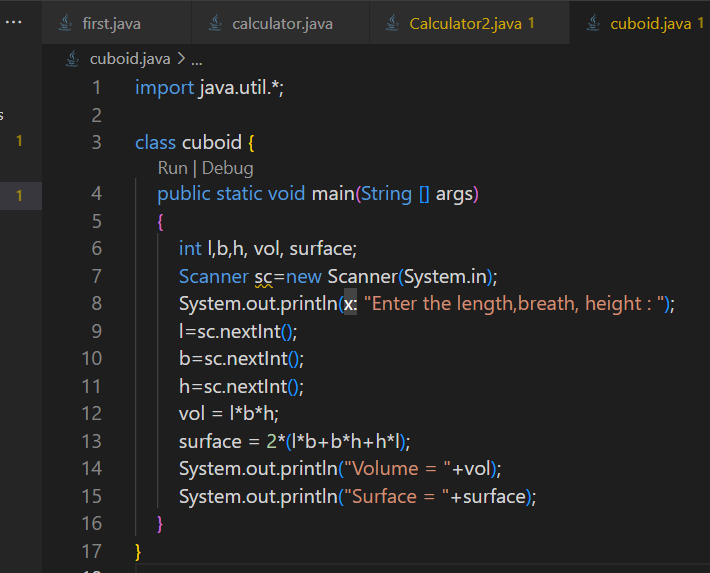 ...
first.java calculator.java Calculator2.java 1 cuboid.java 1
cuboid.java > ...
s
1
1
1 import java.util.*;
2
3 class cuboid {
Run | Debug
4 public static void main(String [] args)
5 {
6 int l,b,h, vol, surface;
7 Scanner sc=new Scanner(System.in);
8 System.out.println(x: "Enter the length,breath, height : ");
9 l=sc.nextInt();
10 b=sc.nextInt();
11 h=sc.nextInt();
12 vol = l*b*h;
13 surface = 2*(l*b+b*h+h*l);
14 System.out.println("Volume = "+vol);
15 System.out.println("Surface = "+surface);
16 }
17 }